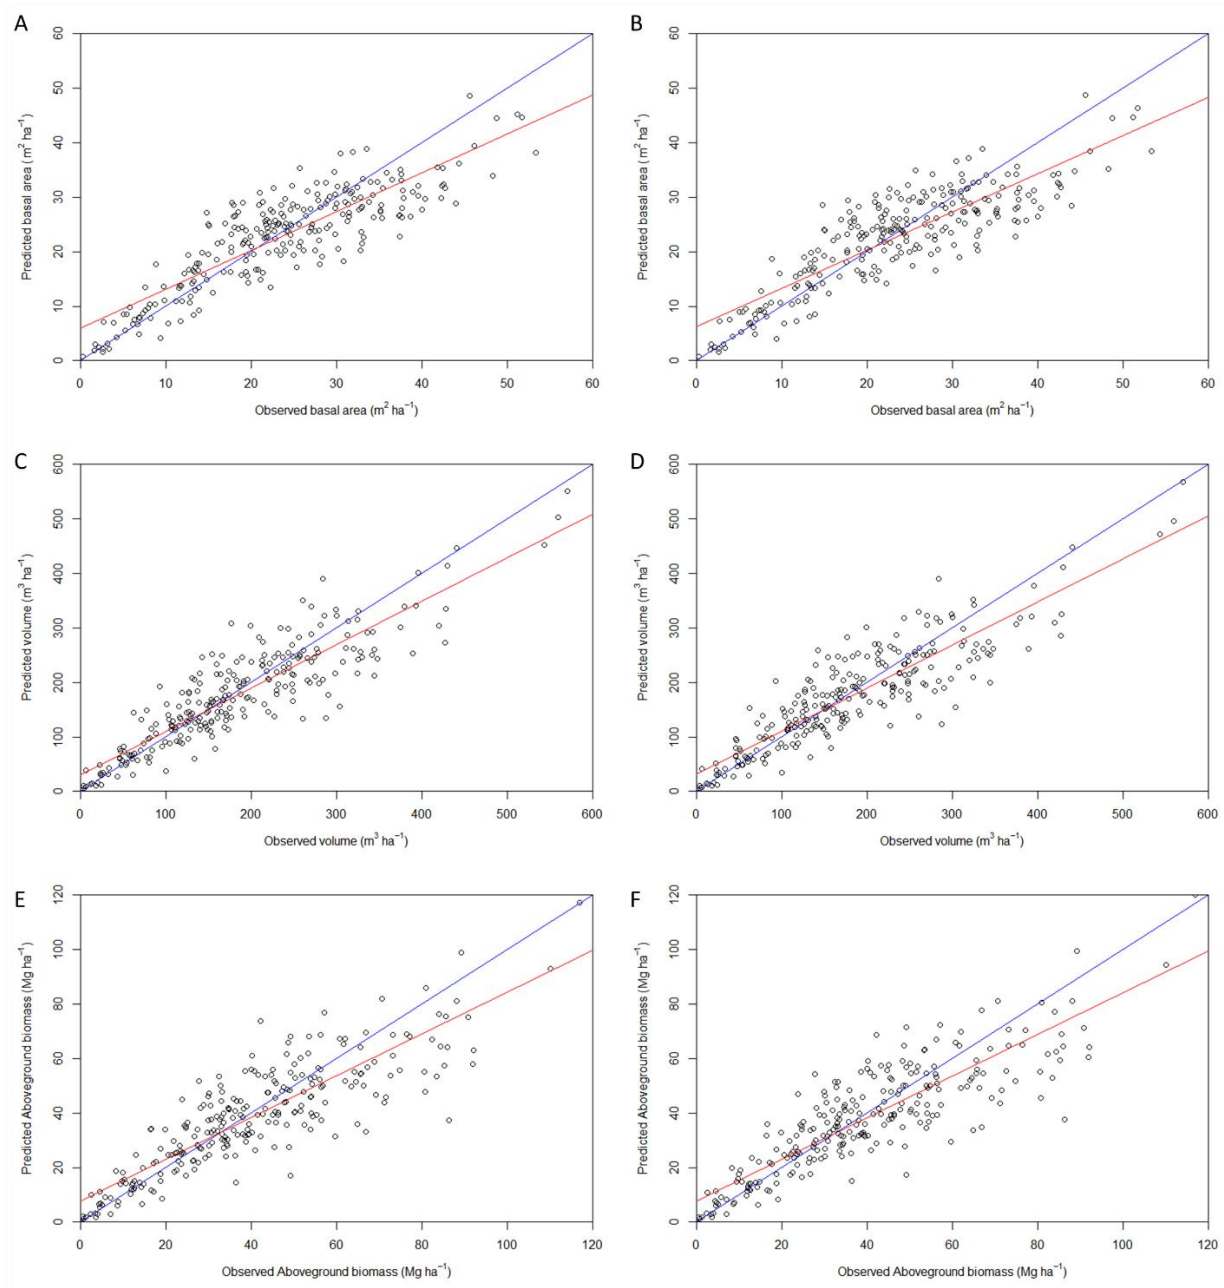 A
B
60
50
40
30
20
10
0
Predicted basal area (m² ha⁻¹)
0 10 20 30 40 50 60
Observed basal area (m² ha⁻¹)
60
50
40
30
20
10
0
Predicted basal area (m² ha⁻¹)
0 10 20 30 40 50 60
Observed basal area (m² ha⁻¹)
C
D
600
500
400
300
200
100
0
Predicted volume (m³ ha⁻¹)
0 100 200 300 400 500 600
Observed volume (m³ ha⁻¹)
600
500
400
300
200
100
0
Predicted volume (m³ ha⁻¹)
0 100 200 300 400 500 600
Observed volume (m³ ha⁻¹)
E
F
120
100
80
60
40
20
0
Predicted Aboveground biomass (Mg ha⁻¹)
0 20 40 60 80 100 120
Observed Aboveground biomass (Mg ha⁻¹)
120
100
80
60
40
20
0
Predicted Aboveground biomass (Mg ha⁻¹)
0 20 40 60 80 100 120
Observed Aboveground biomass (Mg ha⁻¹)